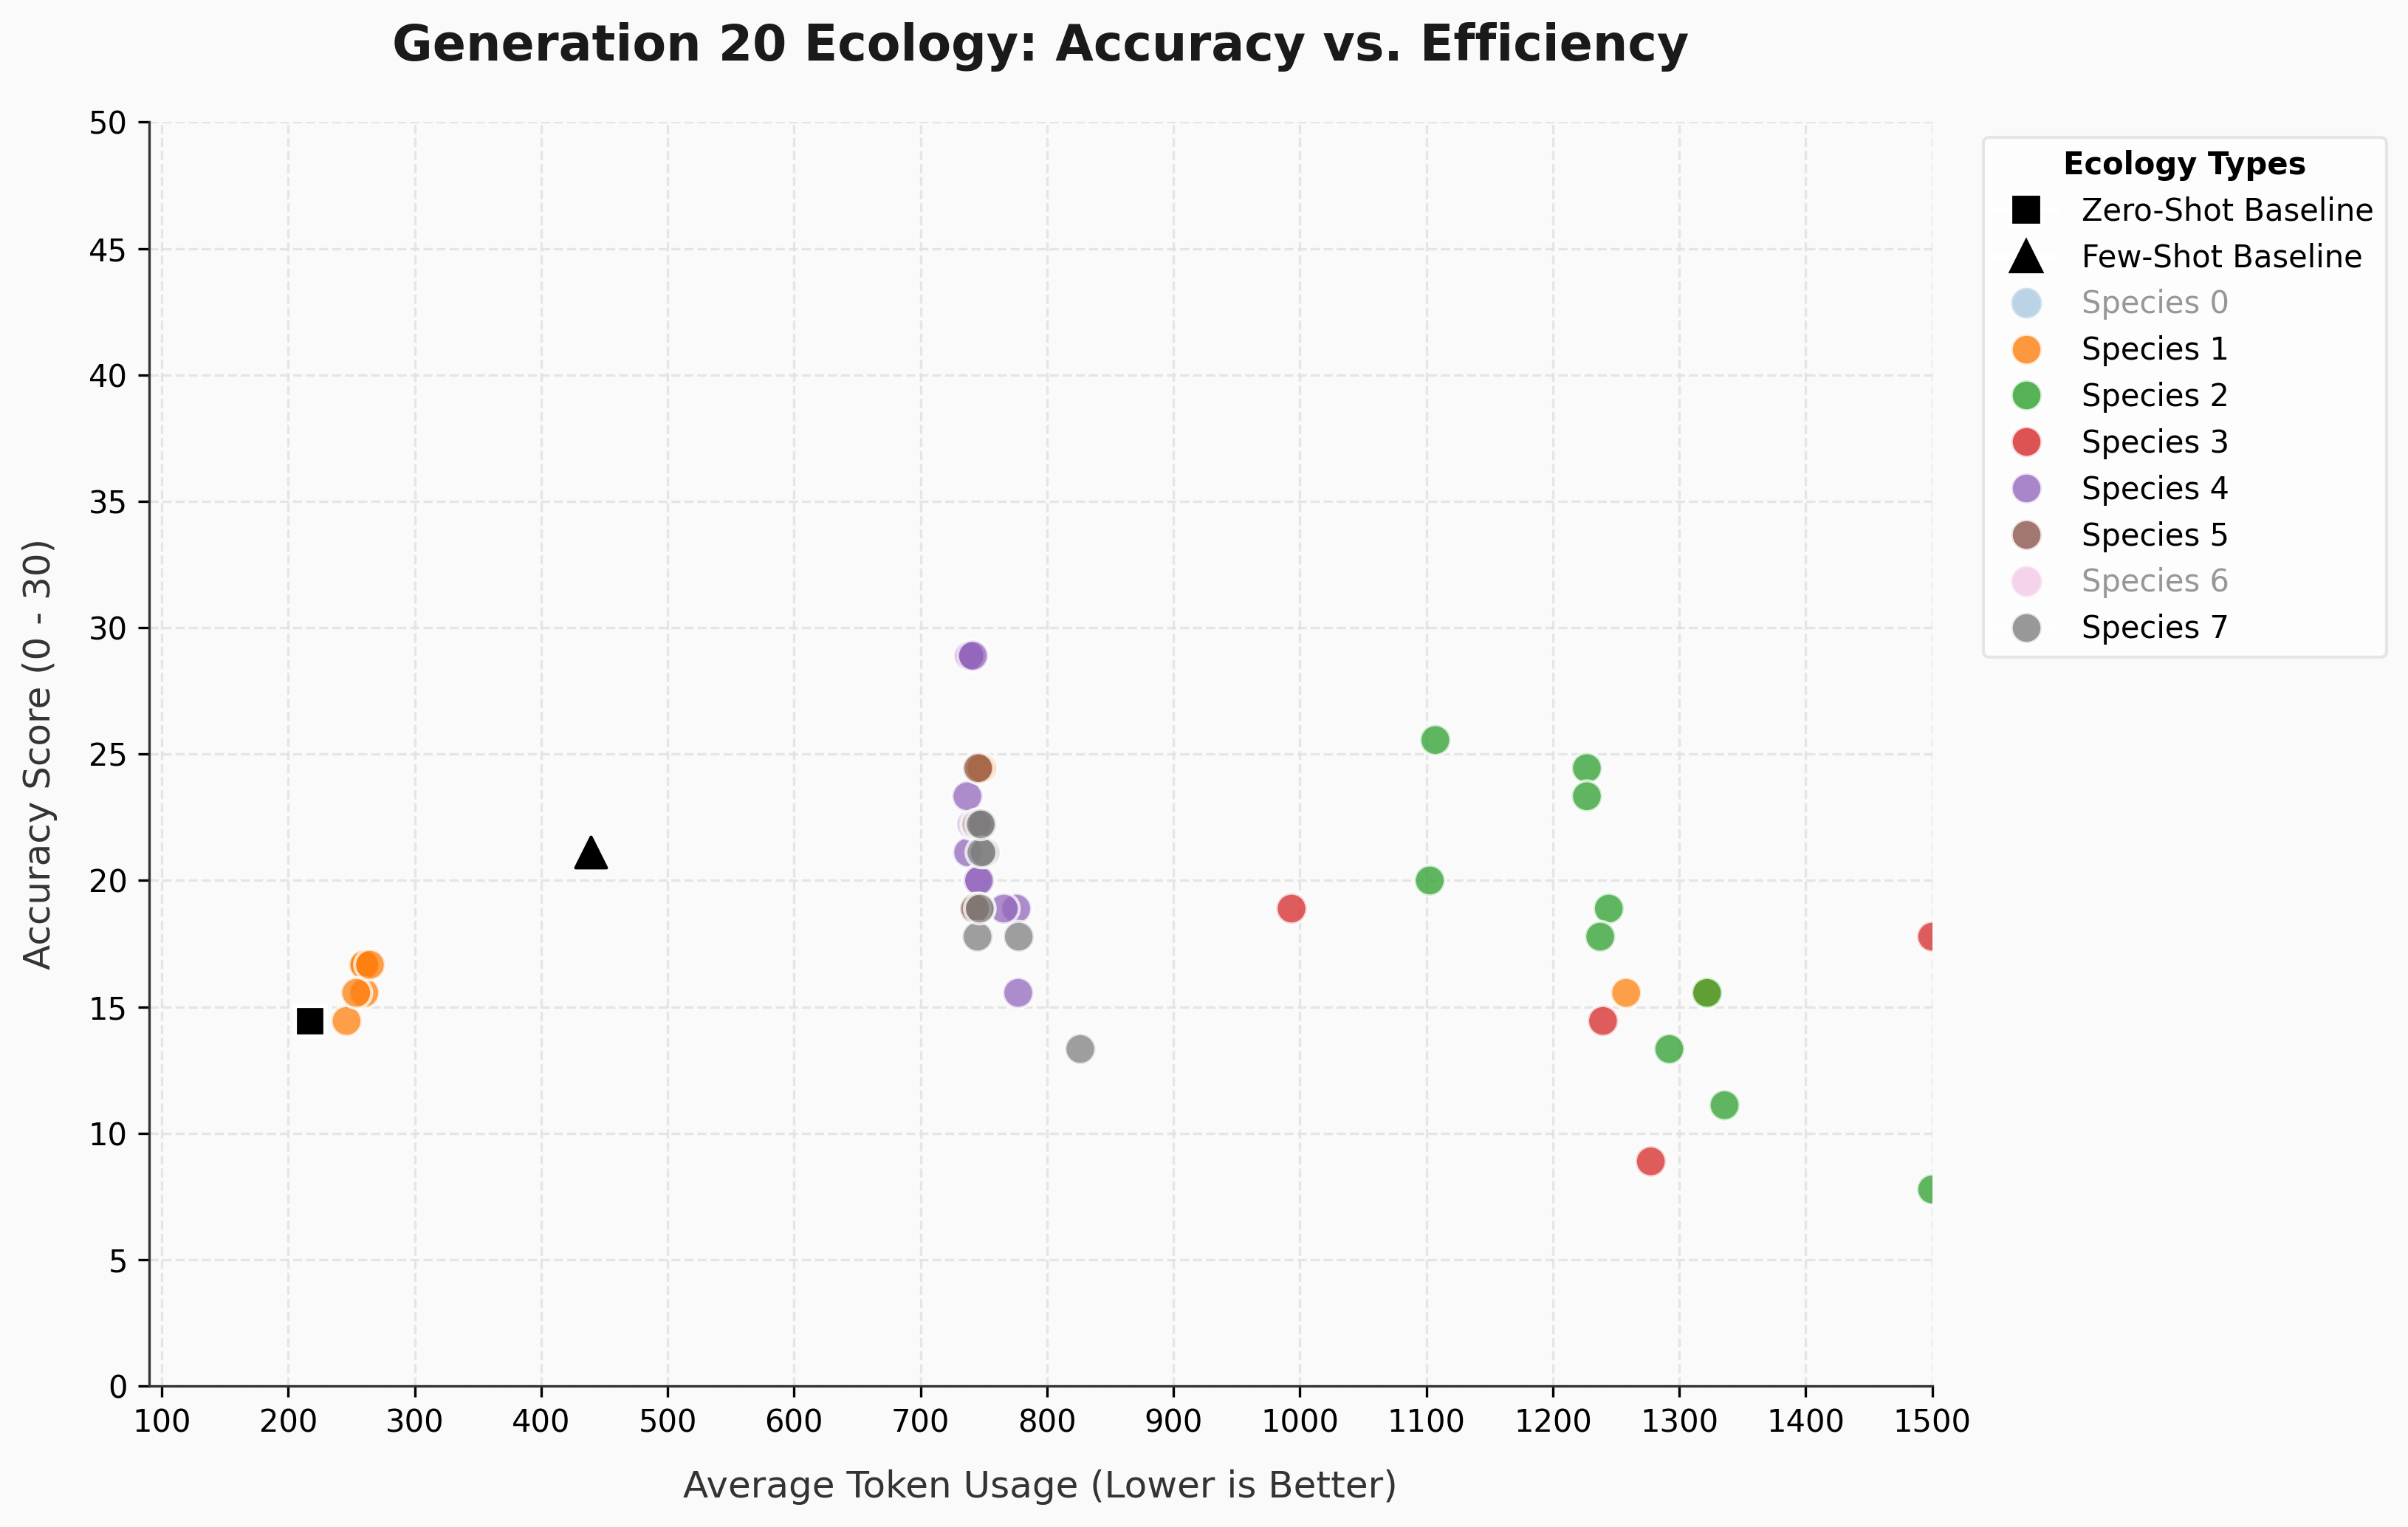 Generation 20 Ecology: Accuracy vs. Efficiency
50
45
40
35
30
25
20
15
10
5
0
Accuracy Score (0 - 30)
100 200 300 400 500 600 700 800 900 1000 1100 1200 1300 1400 1500
Average Token Usage (Lower is Better)
Ecology Types
Zero-Shot Baseline
Few-Shot Baseline
Species 0
Species 1
Species 2
Species 3
Species 4
Species 5
Species 6
Species 7